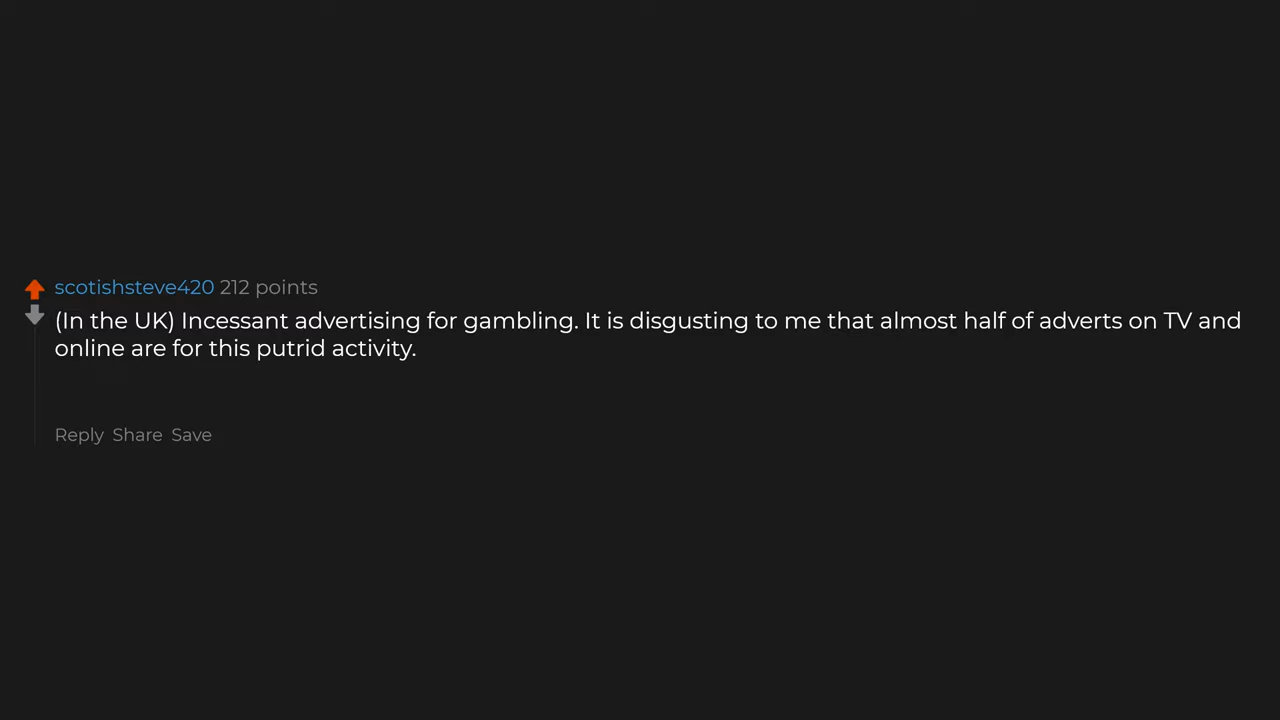 scotishsteve420 212 points
(In the UK) Incessant advertising for gambling. It is disgusting to me that almost half of adverts on TV and
online are for this putrid activity.
Reply Share Save